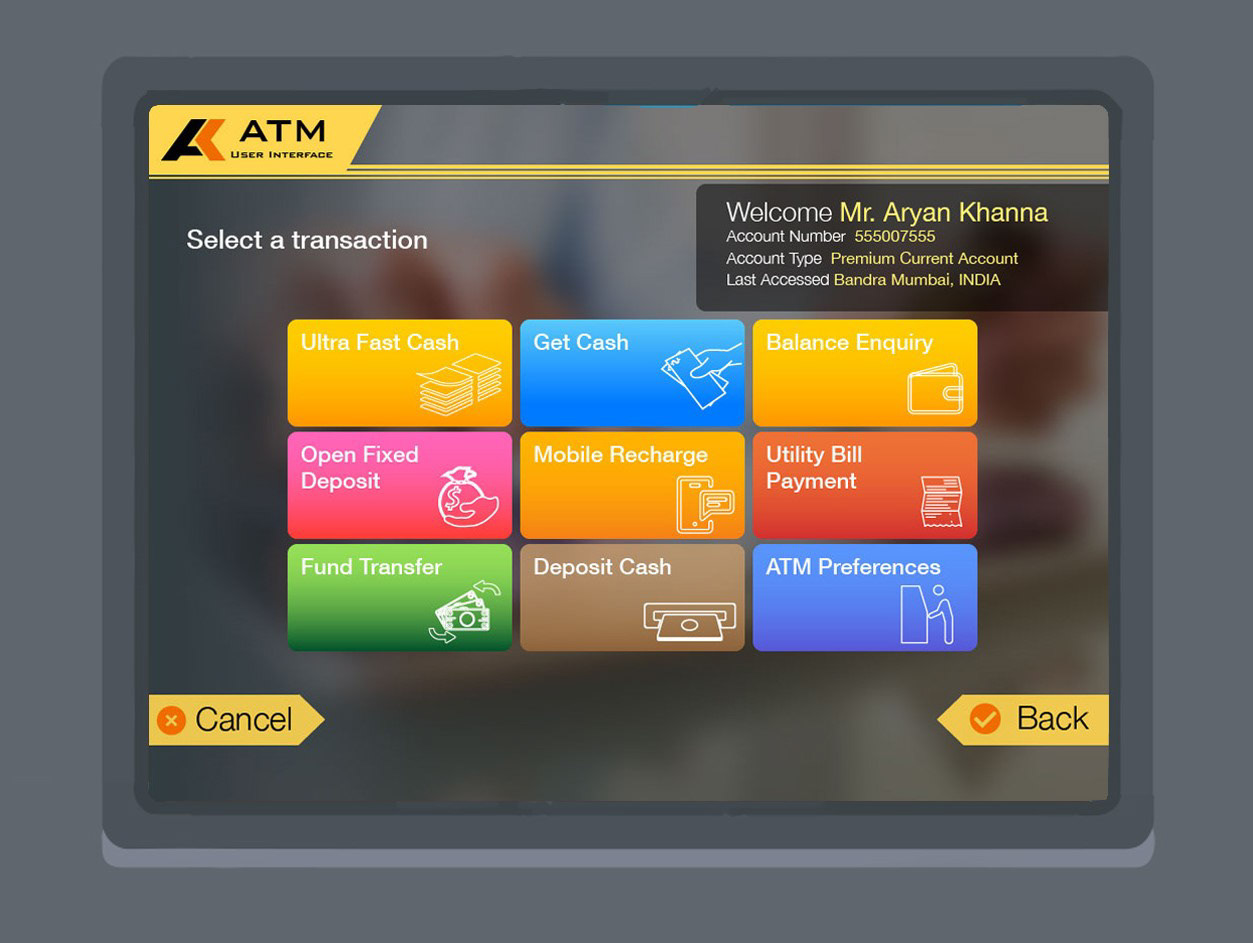 ATM
USER INTERFACE
Welcome Mr. Aryan Khanna
Account Number 555007555
Account Type Premium Current Account
Last Accessed Bandra Mumbai, INDIA
Select a transaction
Ultra Fast Cash
Get Cash
Balance Enquiry
Open Fixed
Deposit
Mobile Recharge
Utility Bill
Payment
Fund Transfer
Deposit Cash
ATM Preferences
Cancel
Back